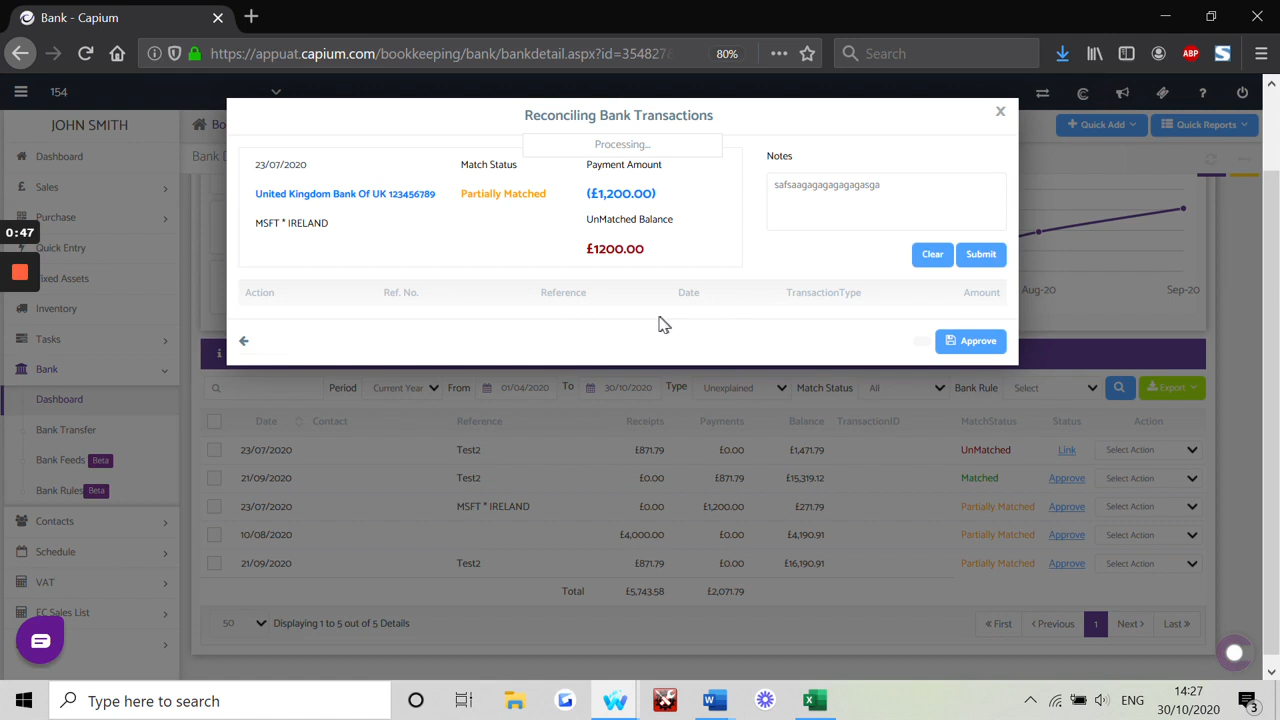 Bank - Capium
https://appuat.capium.com/bookkeeping/bank/bankdetail.aspx?id=354827
80%
Search
ABP
154
JOHN SMITH
Quick Add
Quick Reports
Reconciling Bank Transactions
X
Processing...
23/07/2020
Match Status
Payment Amount
Notes
United Kingdom Bank Of UK 123456789
Partially Matched
(£1,200.00)
safsaagagagagagagasga
MSFT * IRELAND
UnMatched Balance
£1200.00
Clear
Submit
Action
Ref. No.
Reference
Date
TransactionType
Amount
Approve
0:47
Dashboard
Sales
Purchase
Quick Entry
ixed Assets
Inventory
Tasks
Bank
Dashboard
Bank Transfer
Bank Feeds Beta
Bank Rules Beta
Contacts
Schedule
VAT
EC Sales List
Aug-20
Sep-20
Period
Current Year
From
01/04/2020
To
30/10/2020
Type
Unexplained
Match Status
All
Bank Rule
Select
Export
Date Contact Reference Receipts Payments Balance TransactionID MatchStatus Status Action
23/07/2020 Test2 £871.79 £0.00 £1,471.79 UnMatched Link Select Action
21/09/2020 Test2 £0.00 £871.79 £15,319.12 Matched Approve Select Action
23/07/2020 MSFT * IRELAND £0.00 £1,200.00 £271.79 Partially Matched Approve Select Action
10/08/2020 £4,000.00 £0.00 £4,190.91 Partially Matched Approve Select Action
21/09/2020 Test2 £871.79 £0.00 £16,190.91 Partially Matched Approve Select Action
Total £5,743.58 £2,071.79
50 Displaying 1 to 5 out of 5 Details
« First ‹ Previous 1 Next › Last »
Type here to search
ENG
14:27
30/10/2020
3